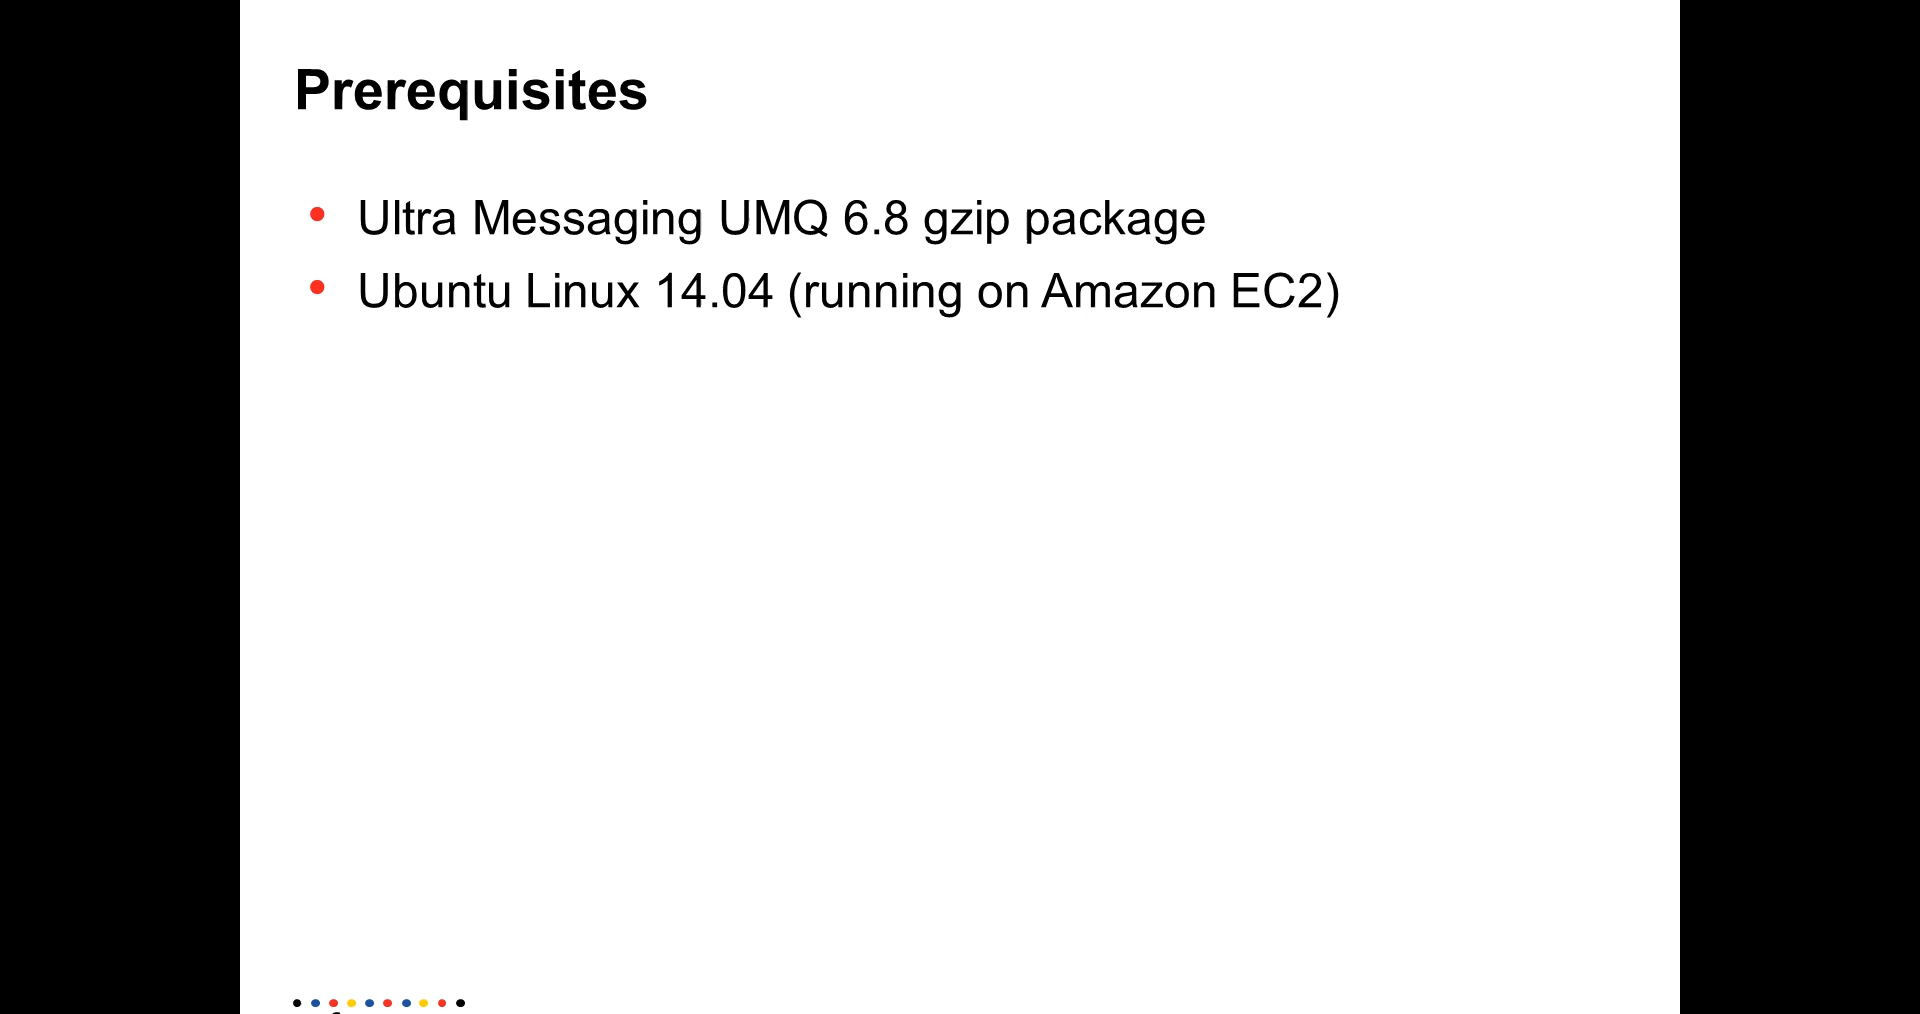 Prerequisites
• Ultra Messaging UMQ 6.8 gzip package
• Ubuntu Linux 14.04 (running on Amazon EC2)